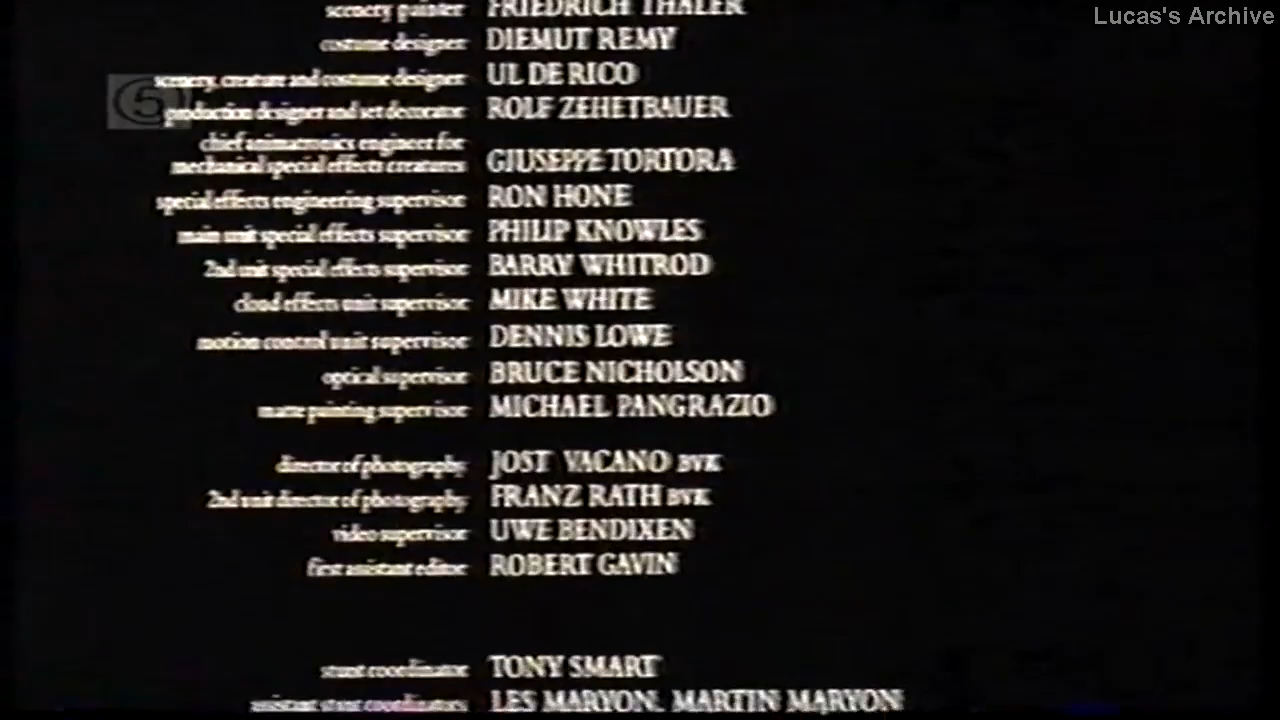 Lucas's Archive
scenery painter FRIEDRICH THALER
costume designer DIEMUT REMY
scenery, creature and costume designer UL DE RICO
5
production designer and set decorator ROLF ZEHETBAUER
chief animatronics engineer for
mechanical special effects creatures GIUSEPPE TORTORA
special effects engineering supervisor RON HONE
main unit special effects supervisor PHILIP KNOWLES
2nd unit special effects supervisor BARRY WHITROD
cloud effects unit supervisor MIKE WHITE
motion control unit supervisor DENNIS LOWE
optical supervisor BRUCE NICHOLSON
matte painting supervisor MICHAEL PANGRAZIO
director of photography JOST VACANO BVK
2nd unit director of photography FRANZ RATH BVK
video supervisor UWE BENDIXEN
first assistant editor ROBERT GAVIN
stunt coordinator TONY SMART
assistant stunt coordinators LES MARYON, MARTIN MARYON